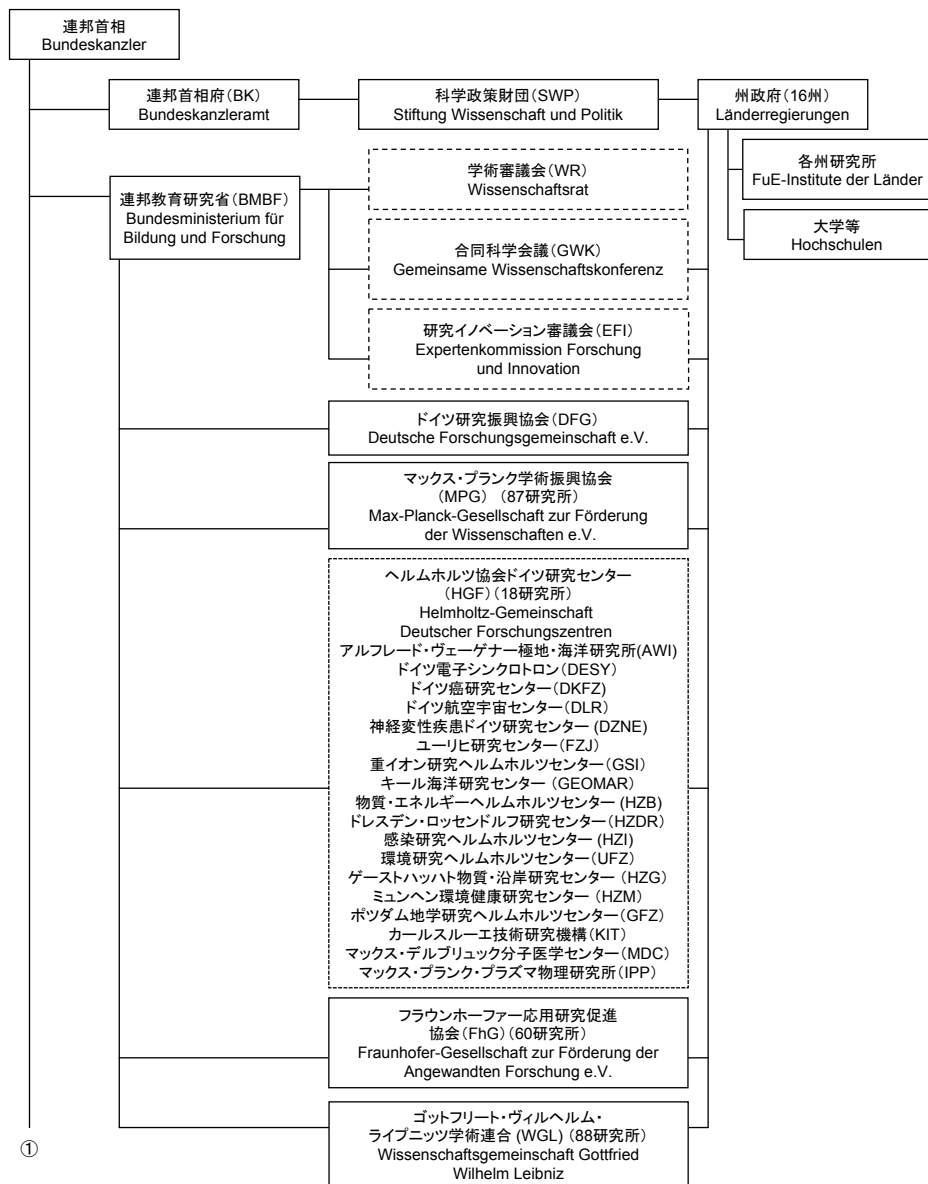 連邦首相
Bundeskanzler
連邦首相府(BK)
Bundeskanzleramt
科学政策財団(SWP)
Stiftung Wissenschaft und Politik
州政府(16州)
Länderregierungen
各州研究所
FuE-Institute der Länder
大学等
Hochschulen
連邦教育研究省(BMBF)
Bundesministerium für
Bildung und Forschung
学術審議会(WR)
Wissenschaftsrat
合同科学会議(GWK)
Gemeinsame Wissenschaftskonferenz
研究イノベーション審議会(EFI)
Expertenkommission Forschung
und Innovation
ドイツ研究振興協会(DFG)
Deutsche Forschungsgemeinschaft e.V.
マックス・プランク学術振興協会
(MPG) (87研究所)
Max-Planck-Gesellschaft zur Förderung
der Wissenschaften e.V.
ヘルムホルツ協会ドイツ研究センター
(HGF)(18研究所)
Helmholtz-Gemeinschaft
Deutscher Forschungszentren
アルフレード・ヴェーゲナー極地・海洋研究所(AWI)
ドイツ電子シンクロトロン(DESY)
ドイツ癌研究センター(DKFZ)
ドイツ航空宇宙センター(DLR)
神経変性疾患ドイツ研究センター(DZNE)
ユーリヒ研究センター(FZJ)
重イオン研究ヘルムホルツセンター(GSI)
キール海洋研究センター(GEOMAR)
物質・エネルギーヘルムホルツセンター(HZB)
ドレスデン・ロッセンドルフ研究センター(HZDR)
感染研究ヘルムホルツセンター(HZI)
環境研究ヘルムホルツセンター(UFZ)
ゲーストハッハト物質・沿岸研究センター(HZG)
ミュンヘン環境健康研究センター(HZM)
ポツダム地学研究ヘルムホルツセンター(GFZ)
カールスルーエ技術研究機構(KIT)
マックス・デルブリュック分子医学センター(MDC)
マックス・プランク・プラズマ物理研究所(IPP)
フラウンホーファー応用研究促進
協会(FhG)(60研究所)
Fraunhofer-Gesellschaft zur Förderung der
Angewandten Forschung e.V.
ゴットフリート・ヴィルヘルム・
ライプニッツ学術連合(WGL)(88研究所)
Wissenschaftsgemeinschaft Gottfried
Wilhelm Leibniz
①